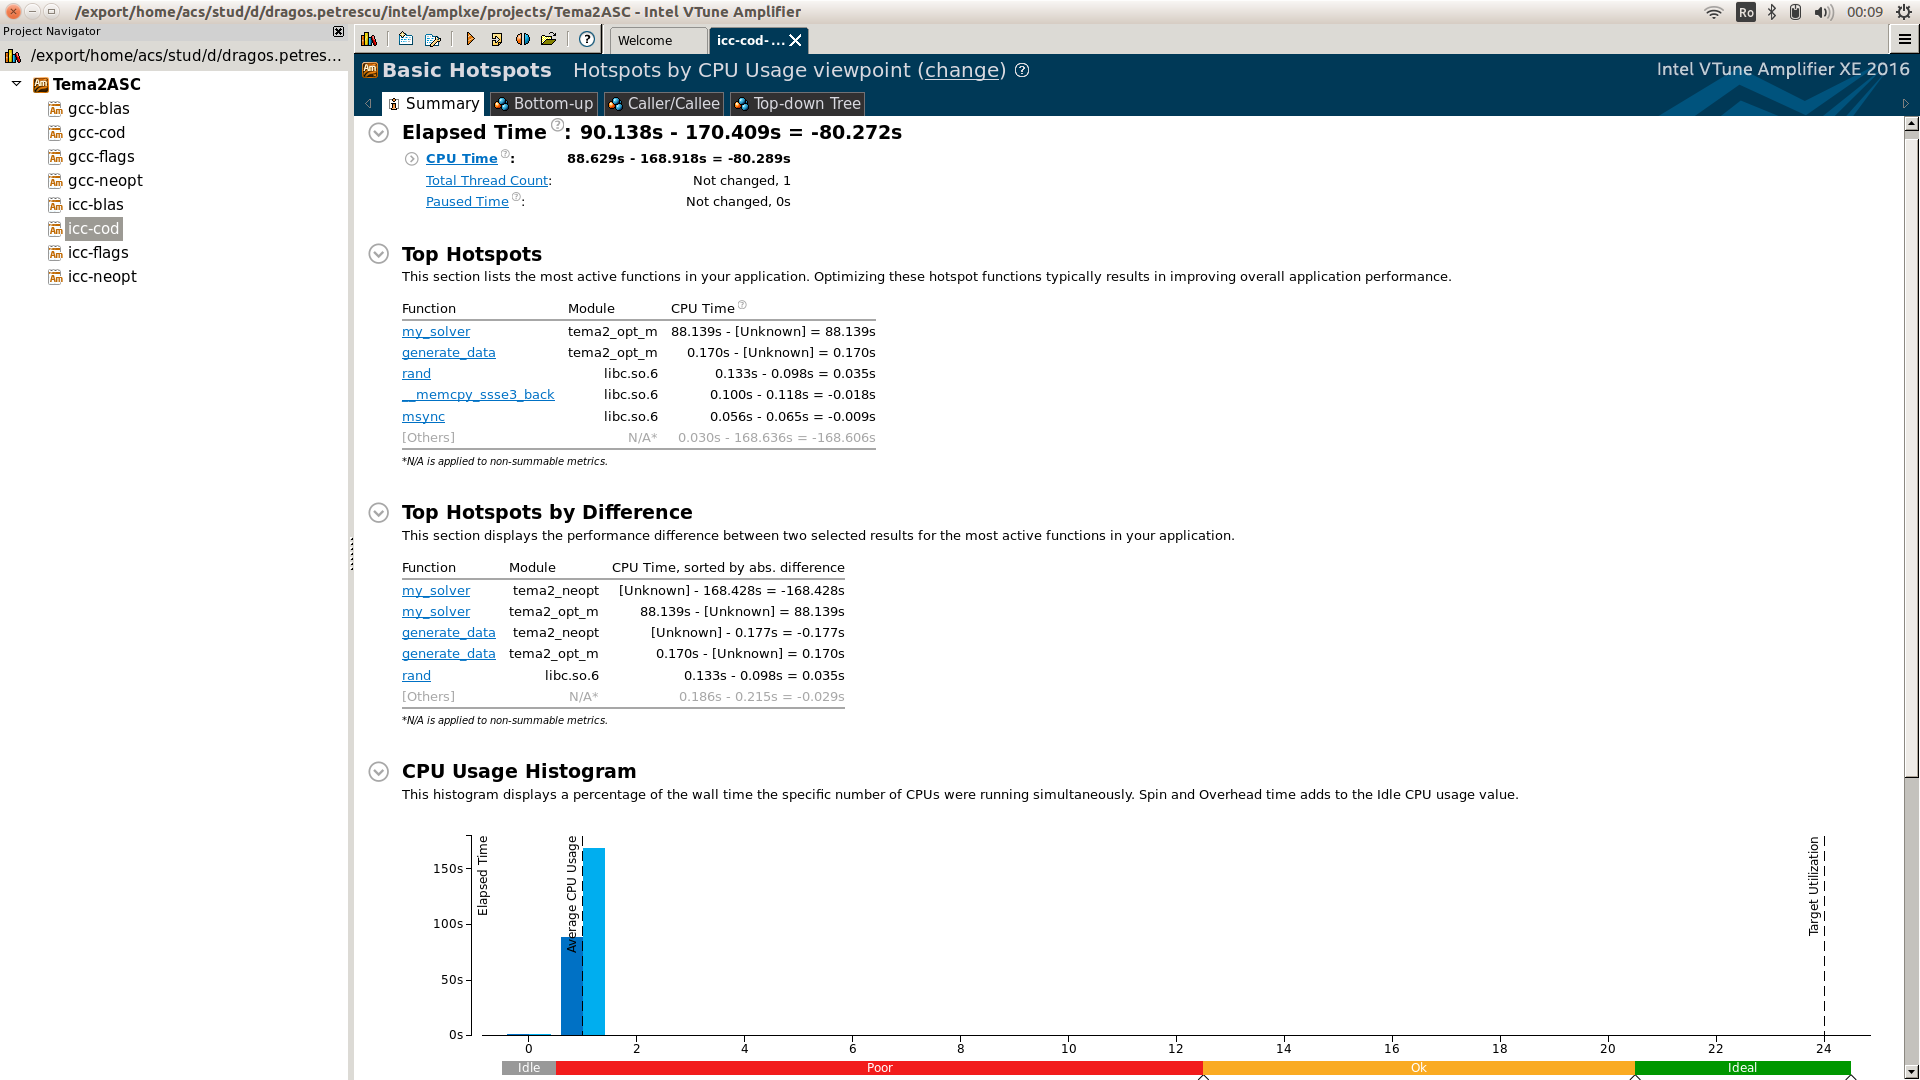 /export/home/acs/stud/d/dragos.petrescu/intel/amplxe/projects/Tema2ASC - Intel VTune Amplifier
Ro
00:09
Project Navigator
/export/home/acs/stud/d/dragos.petres...
Tema2ASC
gcc-blas
gcc-cod
gcc-flags
gcc-neopt
icc-blas
icc-cod
icc-flags
icc-neopt
Welcome
icc-cod-...
Basic Hotspots Hotspots by CPU Usage viewpoint (change) ?
Intel VTune Amplifier XE 2016
Summary
Bottom-up
Caller/Callee
Top-down Tree
Elapsed Time ?: 90.138s - 170.409s = -80.272s
CPU Time ?: 88.629s - 168.918s = -80.289s
Total Thread Count: Not changed, 1
Paused Time ?: Not changed, 0s
Top Hotspots
This section lists the most active functions in your application. Optimizing these hotspot functions typically results in improving overall application performance.
Function Module CPU Time ?
my_solver tema2_opt_m 88.139s - [Unknown] = 88.139s
generate_data tema2_opt_m 0.170s - [Unknown] = 0.170s
rand libc.so.6 0.133s - 0.098s = 0.035s
__memcpy_ssse3_back libc.so.6 0.100s - 0.118s = -0.018s
msync libc.so.6 0.056s - 0.065s = -0.009s
[Others] N/A* 0.030s - 168.636s = -168.606s
*N/A is applied to non-summable metrics.
Top Hotspots by Difference
This section displays the performance difference between two selected results for the most active functions in your application.
Function Module CPU Time, sorted by abs. difference
my_solver tema2_neopt [Unknown] - 168.428s = -168.428s
my_solver tema2_opt_m 88.139s - [Unknown] = 88.139s
generate_data tema2_neopt [Unknown] - 0.177s = -0.177s
generate_data tema2_opt_m 0.170s - [Unknown] = 0.170s
rand libc.so.6 0.133s - 0.098s = 0.035s
[Others] N/A* 0.186s - 0.215s = -0.029s
*N/A is applied to non-summable metrics.
CPU Usage Histogram
This histogram displays a percentage of the wall time the specific number of CPUs were running simultaneously. Spin and Overhead time adds to the Idle CPU usage value.
Elapsed Time
Average CPU Usage
Target Utilization
150s
100s
50s
0s
0 2 4 6 8 10 12 14 16 18 20 22 24
Idle Poor Ok Ideal